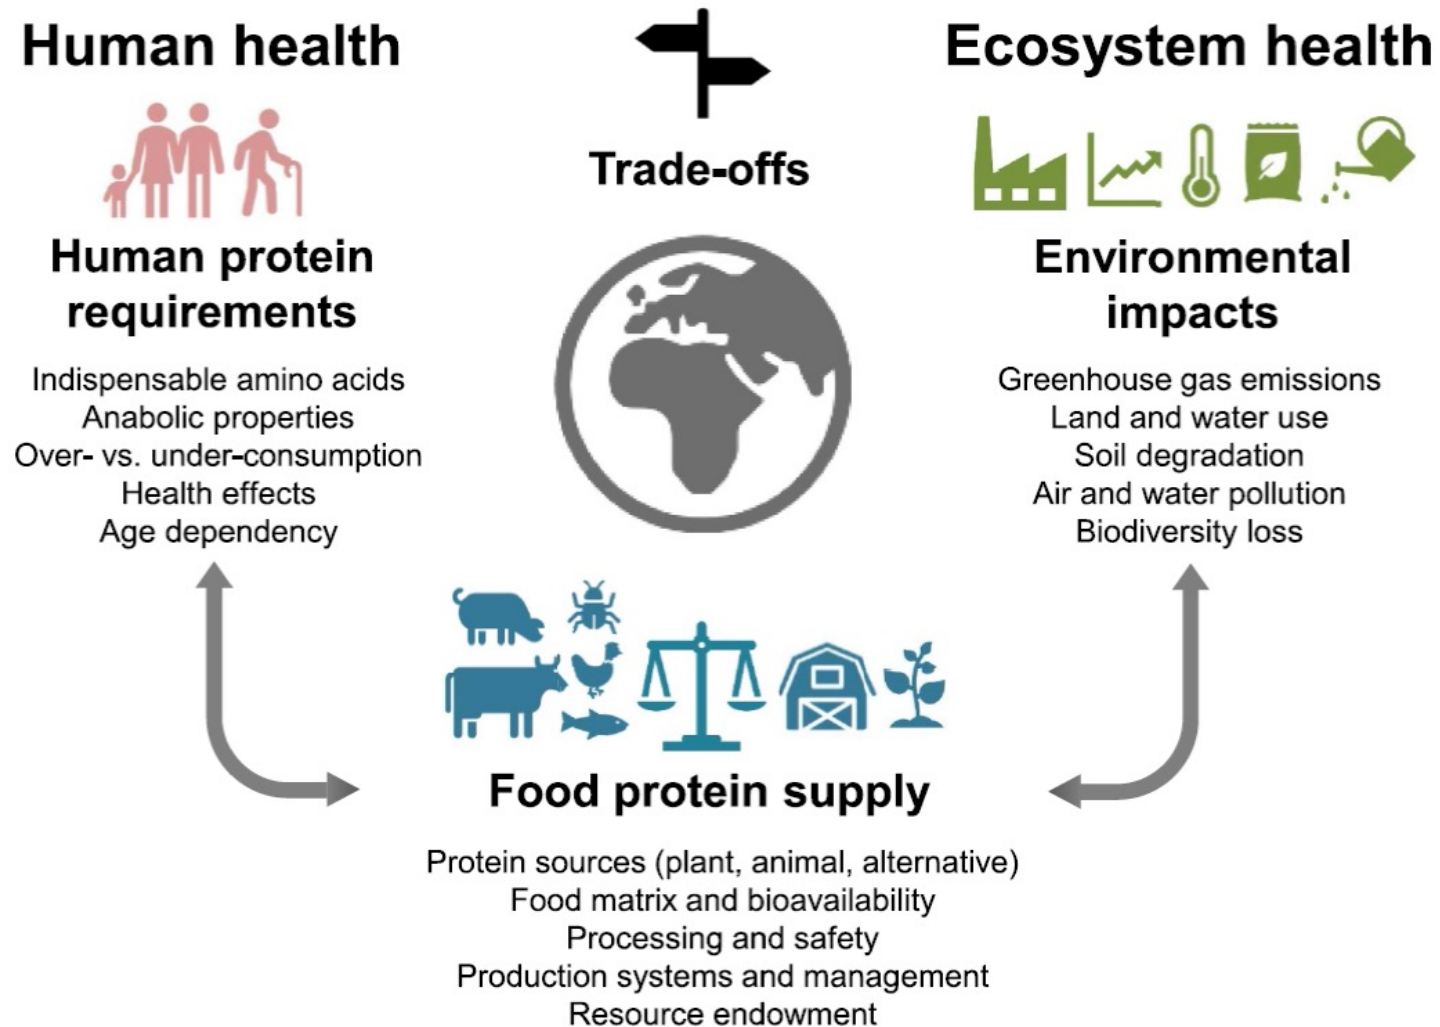 Human health
Trade-offs
Ecosystem health
Human protein
requirements
Indispensable amino acids
Anabolic properties
Over- vs. under-consumption
Health effects
Age dependency
Environmental
impacts
Greenhouse gas emissions
Land and water use
Soil degradation
Air and water pollution
Biodiversity loss
Food protein supply
Protein sources (plant, animal, alternative)
Food matrix and bioavailability
Processing and safety
Production systems and management
Resource endowment